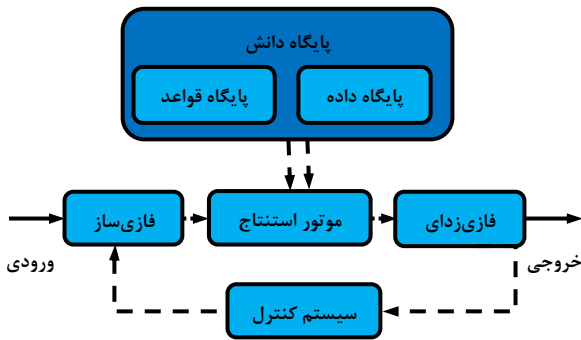 پایگاه دانش
پایگاه داده
پایگاه قواعد
فازی‌زدای
موتور استنتاج
فازی‌ساز
خروجی
ورودی
سیستم کنترل